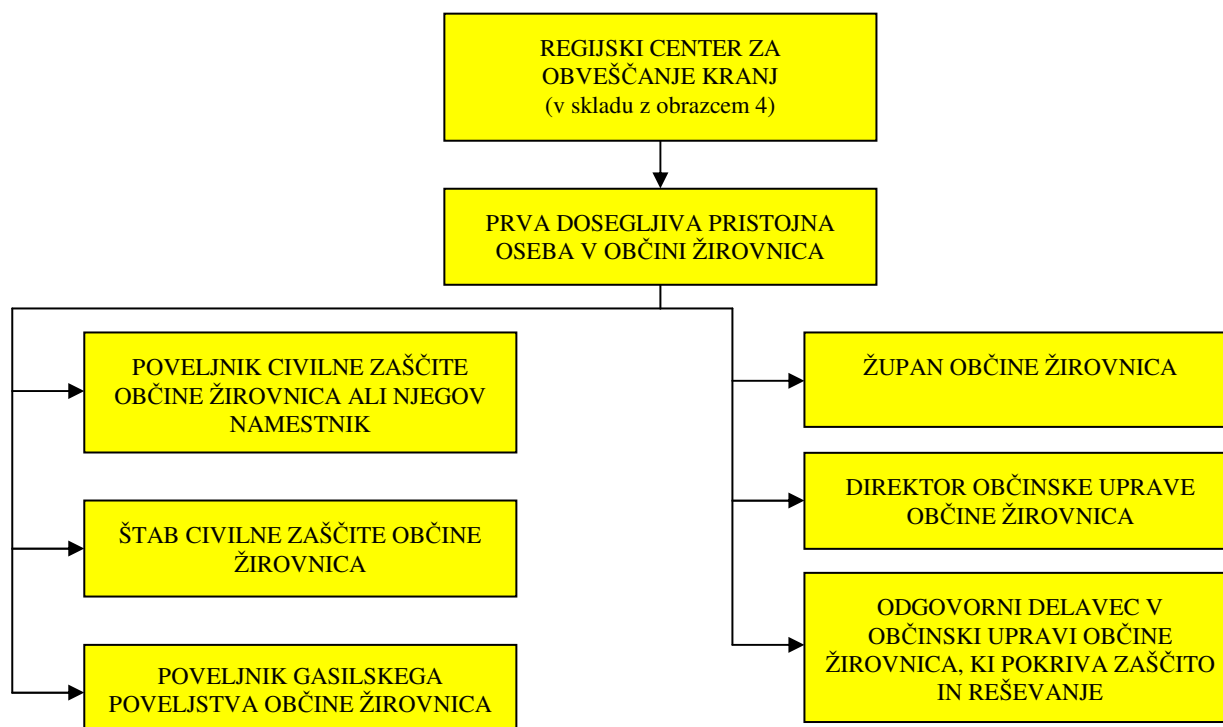 REGIJSKI CENTER ZA
OBVEŠČANJE KRANJ
(v skladu z obrazcem 4)
PRVA DOSEGLJIVA PRISTOJNA
OSEBA V OBČINI ŽIROVNICA
POVELJNIK CIVILNE ZAŠČITE
OBČINE ŽIROVNICA ALI NJEGOV
NAMESTNIK
ŠTAB CIVILNE ZAŠČITE OBČINE
ŽIROVNICA
POVELJNIK GASILSKEGA
POVELJSTVA OBČINE ŽIROVNICA
ŽUPAN OBČINE ŽIROVNICA
DIREKTOR OBČINSKE UPRAVE
OBČINE ŽIROVNICA
ODGOVORNI DELAVEC V
OBČINSKI UPRAVI OBČINE
ŽIROVNICA, KI POKRIVA ZAŠČITO
IN REŠEVANJE